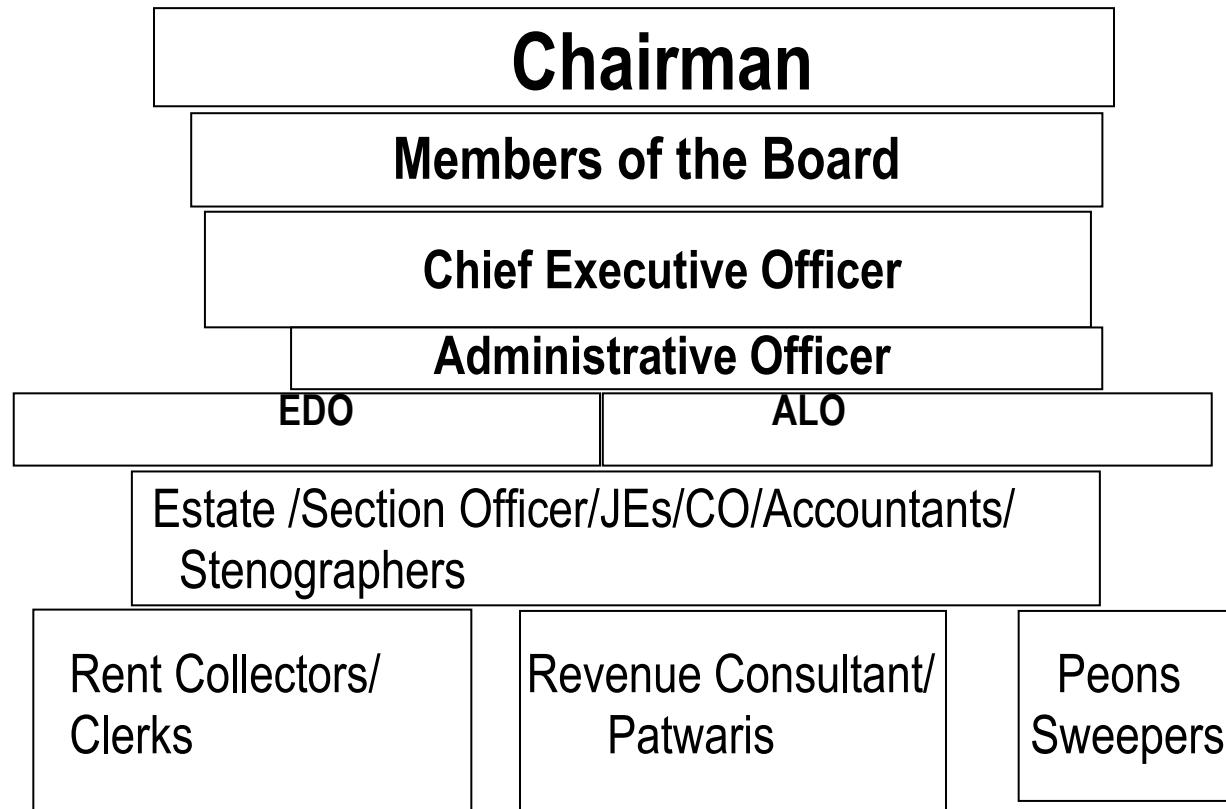 Chairman
Members of the Board
Chief Executive Officer
Administrative Officer
EDO
ALO
Estate /Section Officer/JEs/CO/Accountants/
Stenographers
Rent Collectors/
Clerks
Revenue Consultant/
Patwaris
Peons
Sweepers